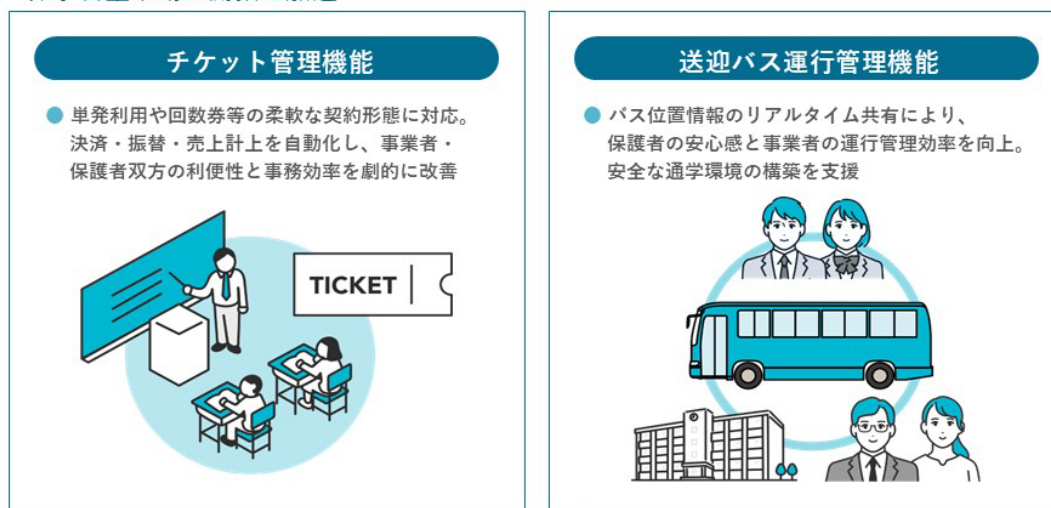 チケット管理機能
単発利用や回数券等の柔軟な契約形態に対応。
決済・振替・売上計上を自動化し、事業者・
保護者双方の利便性と事務効率を劇的に改善
TICKET
送迎バス運行管理機能
バス位置情報のリアルタイム共有により、
保護者の安心感と事業者の運行管理効率を向上。
安全な通学環境の構築を支援